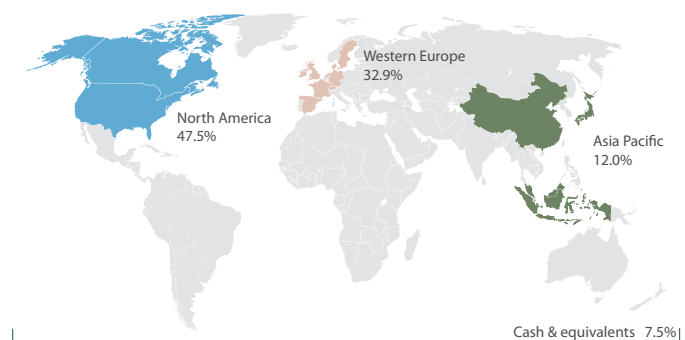 Western Europe
32.9%
North America
47.5%
Asia Pacific
12.0%
Cash & equivalents 7.5%